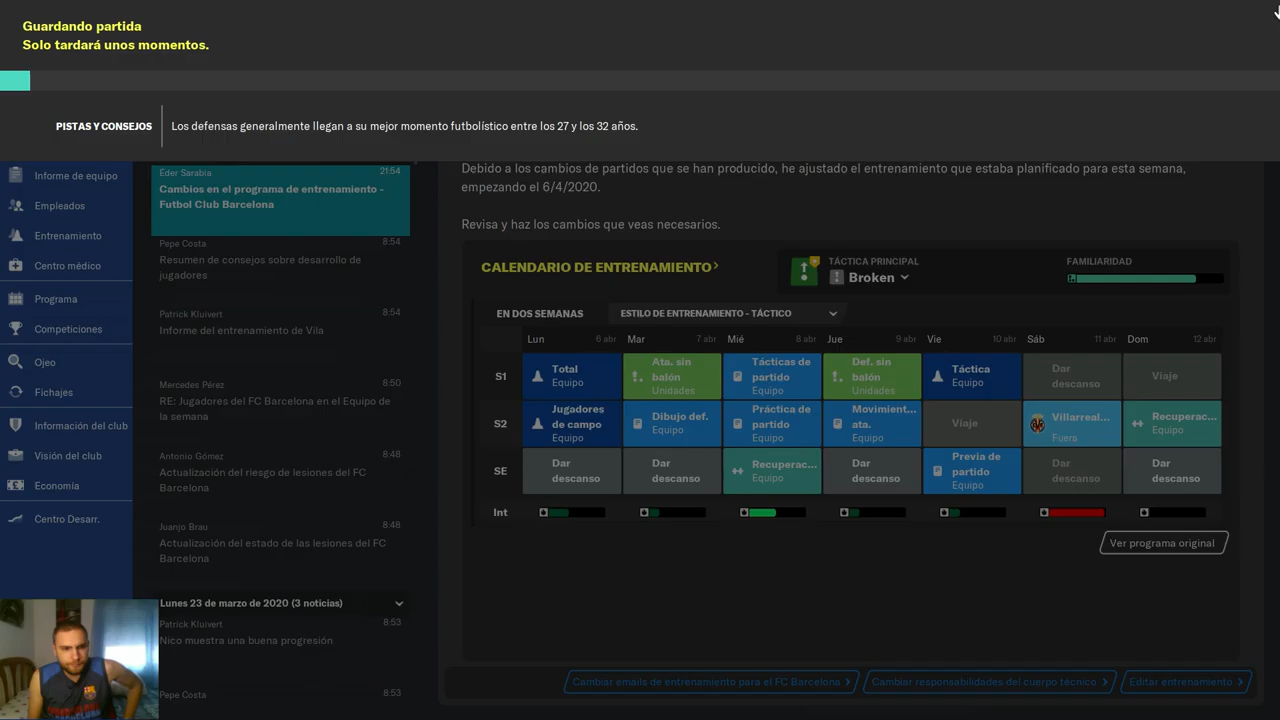 Guardando partida
Solo tardará unos momentos.
PISTAS Y CONSEJOS
Los defensas generalmente llegan a su mejor momento futbolístico entre los 27 y los 32 años.
Informe de equipo
Empleados
Entrenamiento
Centro médico
Programa
Competiciones
Ojeo
Fichajes
Información del club
Visión del club
Economía
Centro Desarr.
Eder Sarabia 21:54
Cambios en el programa de entrenamiento -
Futbol Club Barcelona
Pepe Costa 8:54
Resumen de consejos sobre desarrollo de
jugadores
Patrick Kluivert 8:54
Informe del entrenamiento de Vila
Mercedes Pérez 8:50
RE: Jugadores del FC Barcelona en el Equipo de
la semana
Antonio Gómez 8:48
Actualización del riesgo de lesiones del FC
Barcelona
Juanjo Brau 8:48
Actualización del estado de las lesiones del FC
Barcelona
Lunes 23 de marzo de 2020 (3 noticias)
Patrick Kluivert 8:53
Nico muestra una buena progresión
Pepe Costa 8:53
Debido a los cambios de partidos que se han producido, he ajustado el entrenamiento que estaba planificado para esta semana,
empezando el 6/4/2020.
Revisa y haz los cambios que veas necesarios.
CALENDARIO DE ENTRENAMIENTO
TÁCTICA PRINCIPAL
Broken
FAMILIARIDAD
EN DOS SEMANAS
ESTILO DE ENTRENAMIENTO - TÁCTICO
Lun 6 abr Mar 7 abr Mié 8 abr Jue 9 abr Vie 10 abr Sáb 11 abr Dom 12 abr
S1
Total
Equipo
Ata. sin
balón
Unidades
Tácticas de
partido
Equipo
Def. sin
balón
Unidades
Táctica
Equipo
Dar
descanso
Viaje
S2
Jugadores
de campo
Equipo
Dibujo def.
Equipo
Práctica de
partido
Equipo
Movimient...
ata.
Equipo
Viaje
Villarreal...
Fuera
Recuperac...
Equipo
SE
Dar
descanso
Dar
descanso
Recuperac...
Equipo
Dar
descanso
Previa de
partido
Equipo
Dar
descanso
Dar
descanso
Int
Ver programa original
Cambiar emails de entrenamiento para el FC Barcelona
Cambiar responsabilidades del cuerpo técnico
Editar entrenamiento